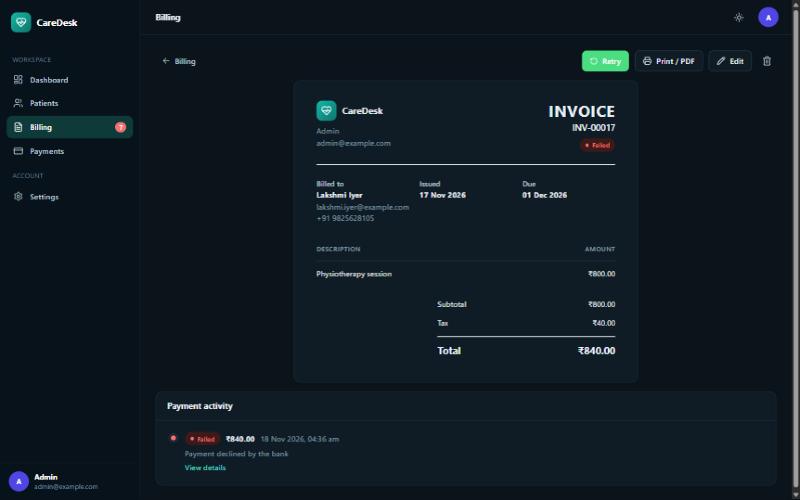 CareDesk
WORKSPACE
Dashboard
Patients
Billing 7
Payments
ACCOUNT
Settings
Admin
admin@example.com
Billing
A
Billing
Retry
Print / PDF
Edit
CareDesk
Admin
admin@example.com
INVOICE
INV-00017
Failed
Billed to
Lakshmi Iyer
lakshmi.iyer@example.com
+91 9825628105
Issued
17 Nov 2026
Due
01 Dec 2026
DESCRIPTION AMOUNT
Physiotherapy session ₹800.00
Subtotal ₹800.00
Tax ₹40.00
Total ₹840.00
Payment activity
Failed ₹840.00 18 Nov 2026, 04:36 am
Payment declined by the bank
View details
A